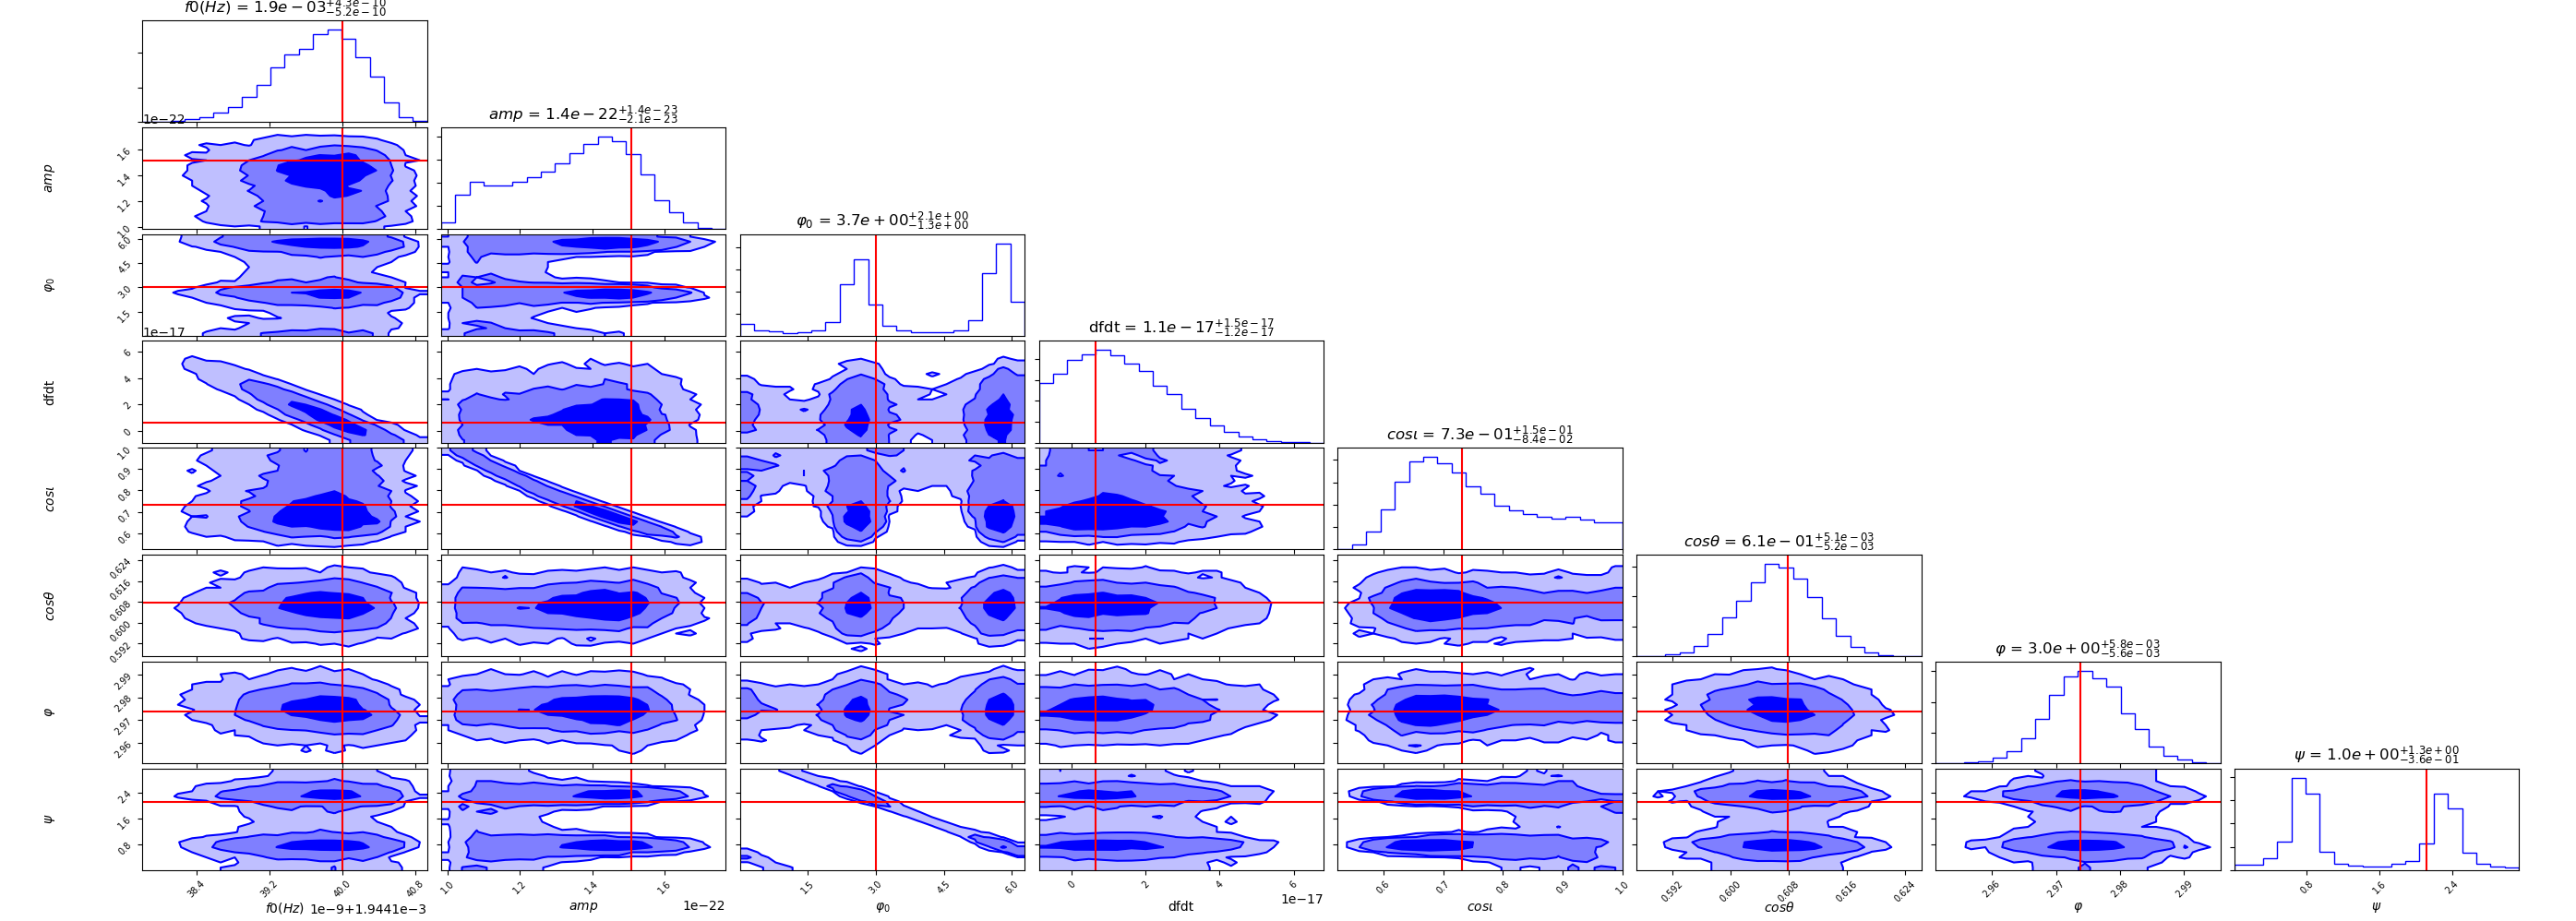 f0(Hz) = 1.9e − 03 +4.3e−10 −5.2e−10
1e−22
amp = 1.4e − 22 +1.4e−23 −2.1e−23
amp
1.6
1.4
1.2
1.0
φ0 = 3.7e + 00 +2.1e+00 −1.3e+00
φ0
6.0
4.5
3.0
1.5
1e−17
dfdt = 1.1e − 17 +1.5e−17 −1.2e−17
dfdt
6
4
2
0
cosι = 7.3e − 01 +1.5e−01 −8.4e−02
cosι
1.0
0.9
0.8
0.7
0.6
cosθ = 6.1e − 01 +5.1e−03 −5.2e−03
cosθ
0.624
0.616
0.608
0.600
0.592
φ = 3.0e + 00 +5.8e−03 −5.6e−03
φ
2.99
2.98
2.97
2.96
ψ = 1.0e + 00 +1.3e+00 −3.6e−01
ψ
2.4
1.6
0.8
38.4 39.2 40.0 40.8 1.0 1.2 1.4 1.6 1.5 3.0 4.5 6.0 0 2 4 6 0.6 0.7 0.8 0.9 1.0 0.592 0.600 0.608 0.616 0.624 2.96 2.97 2.98 2.99 0.8 1.6 2.4
f0(Hz) 1e−9+1.9441e−3 amp 1e−22 φ0 dfdt 1e−17 cosι cosθ φ ψ